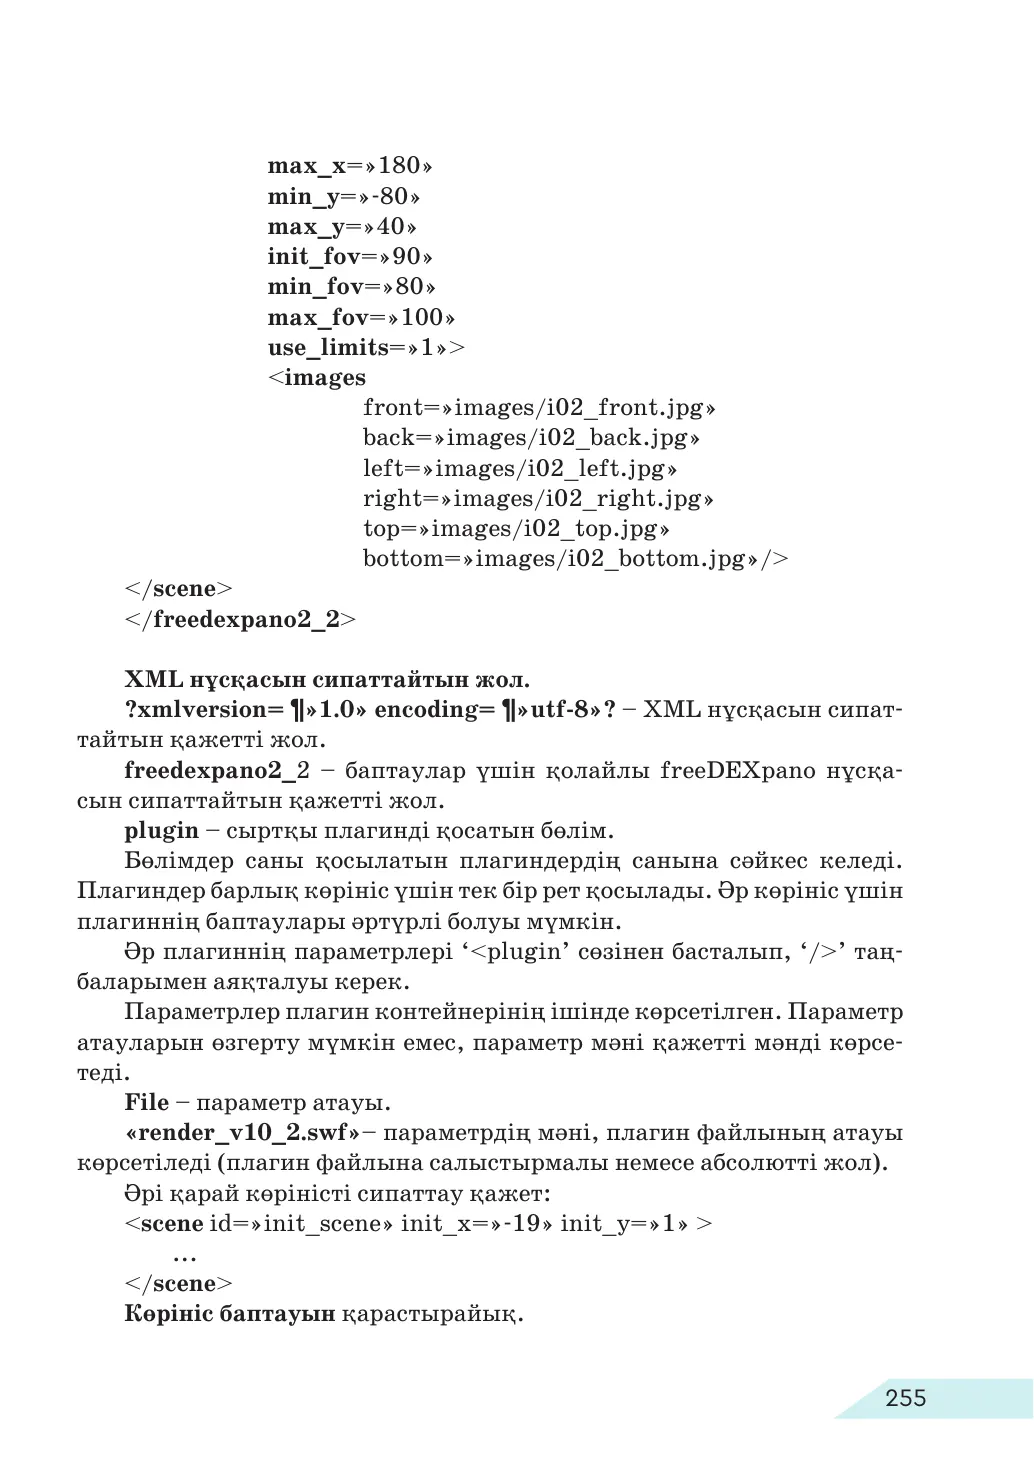 max_x=»180»
min_y=»-80»
max_y=»40»
init_fov=»90»
min_fov=»80»
max_fov=»100»
use_limits=»1»>
<images
front=»images/i02_front.jpg»
back=»images/i02_back.jpg»
left=»images/i02_left.jpg»
right=»images/i02_right.jpg»
top=»images/i02_top.jpg»
bottom=»images/i02_bottom.jpg»/>
</scene>
</freedexpano2_2>
XML нұсқасын сипаттайтын жол.
?xmlversion= ¶»1.0» encoding= ¶»utf-8»? – XML нұсқасын сипат-
тайтын қажетті жол.
freedexpano2_2 – баптаулар үшін қолайлы freeDEXpano нұсқа-
сын сипаттайтын қажетті жол.
plugin – сыртқы плагинді қосатын бөлім.
Бөлімдер саны қосылатын плагиндердің санына сәйкес келеді.
Плагиндер барлық көрініс үшін тек бір рет қосылады. Әр көрініс үшін
плагиннің баптаулары әртүрлі болуы мүмкін.
Әр плагиннің параметрлері ‘<plugin’ сөзінен басталып, ‘/>’ таң-
баларымен аяқталуы керек.
Параметрлер плагин контейнерінің ішінде көрсетілген. Параметр
атауларын өзгерту мүмкін емес, параметр мәні қажетті мәнді көрсе-
теді.
File – параметр атауы.
«render_v10_2.swf»– параметрдің мәні, плагин файлының атауы
көрсетіледі (плагин файлына салыстырмалы немесе абсолютті жол).
Әрі қарай көріністі сипаттау қажет:
<scene id=»init_scene» init_x=»-19» init_y=»1» >
...
</scene>
Көрініс баптауын қарастырайық.
255